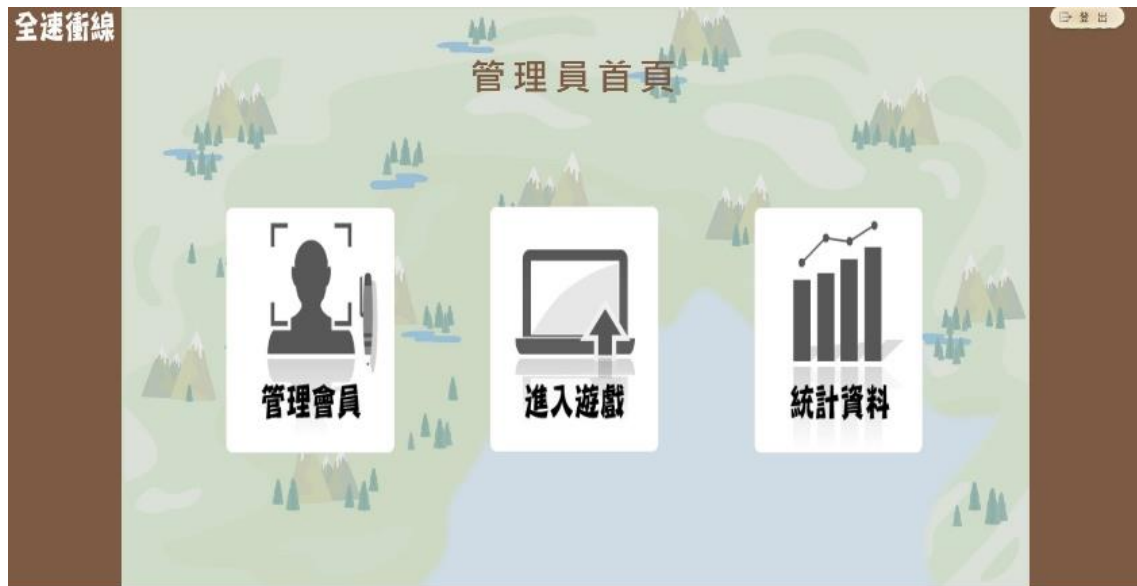 全速衝線
登出
管理員首頁
管理會員
進入遊戲
統計資料